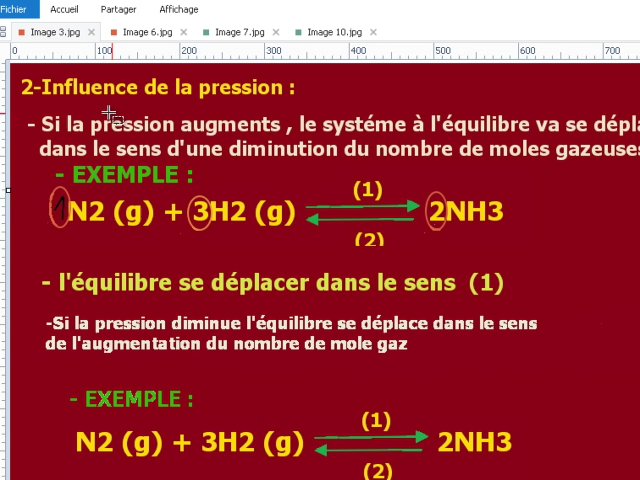 Fichier Accueil Partager Affichage
Image 3.jpg Image 6.jpg Image 7.jpg Image 10.jpg
0 100 200 300 400 500 600 700
2-Influence de la pression :
- Si la pression augments , le systéme à l'équilibre va se dépla
dans le sens d'une diminution du nombre de moles gazeuses
- EXEMPLE :
(1)
1N2 (g) + 3H2 (g) 2NH3
(2)
- l'équilibre se déplacer dans le sens (1)
-Si la pression diminue l'équilibre se déplace dans le sens
de l'augmentation du nombre de mole gaz
- EXEMPLE :
(1)
N2 (g) + 3H2 (g) 2NH3
(2)